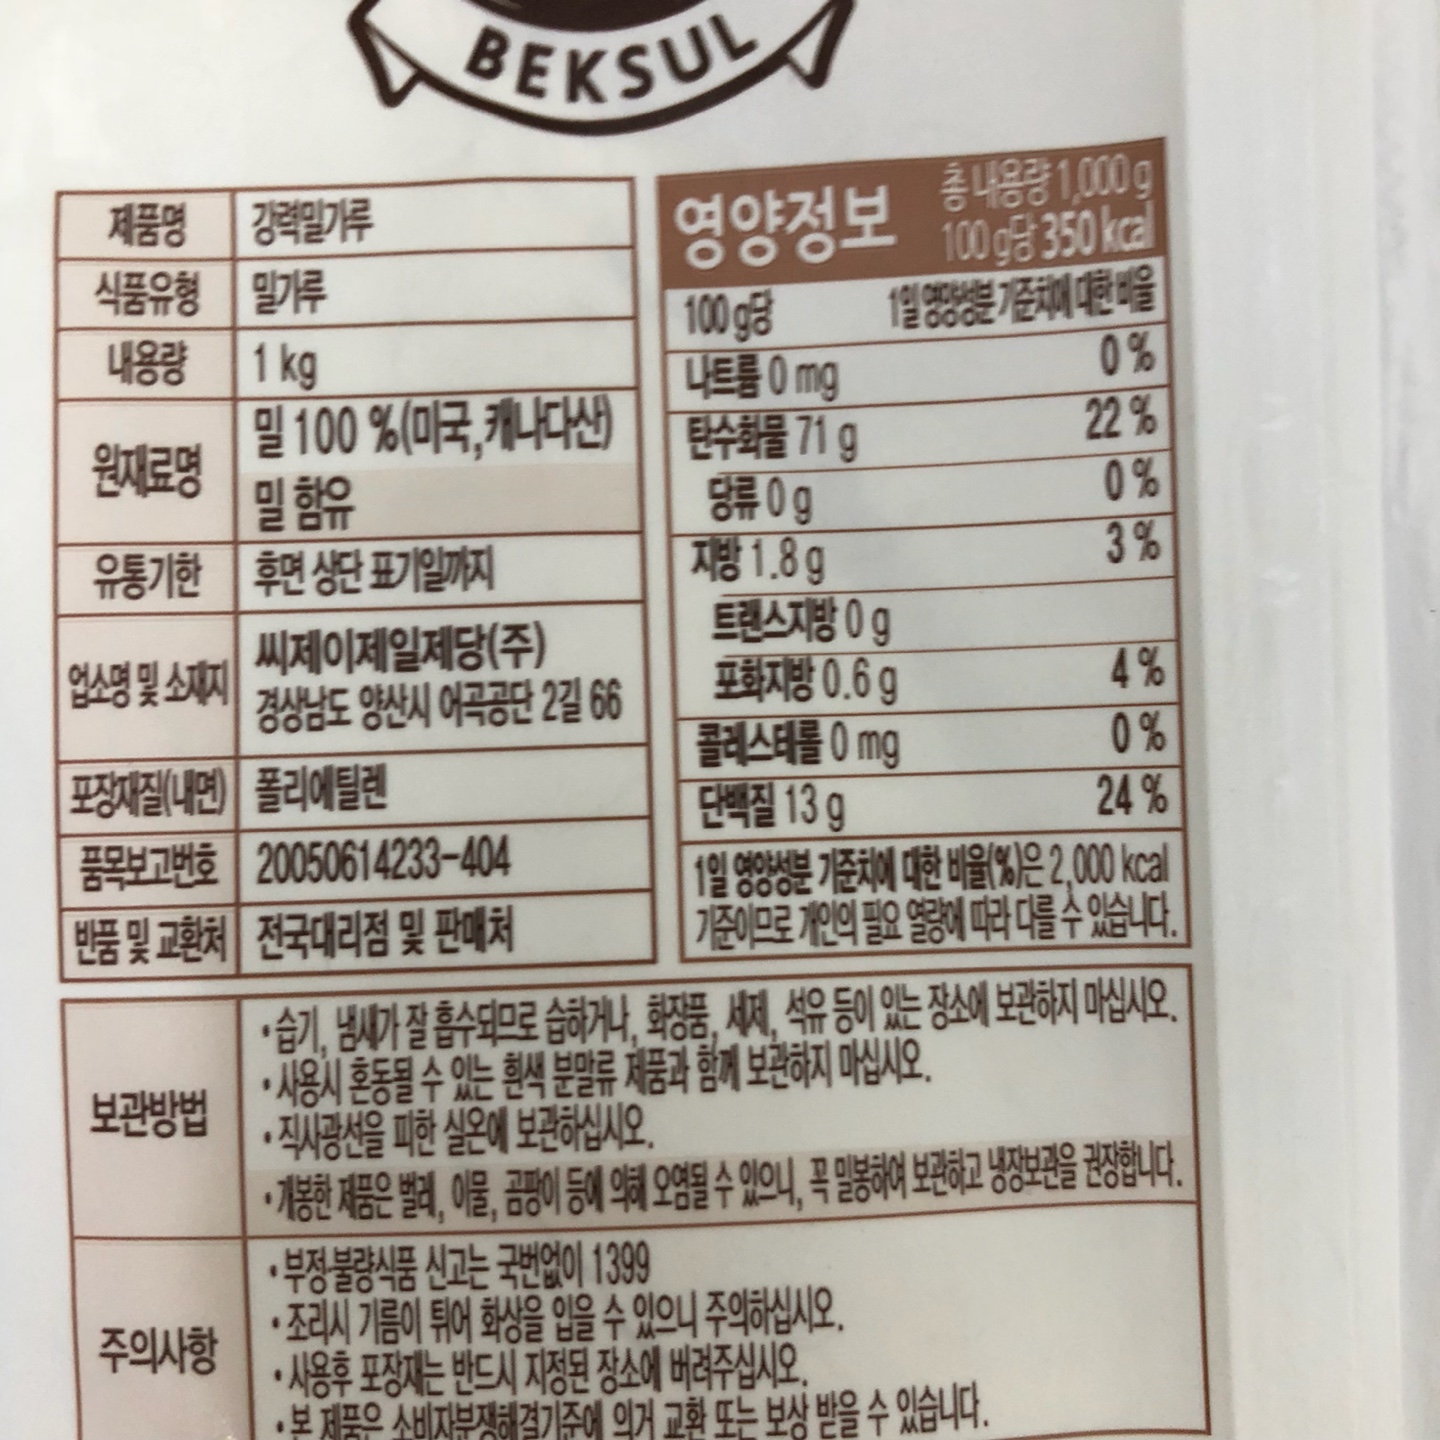 BEKSUL
제품명 강력밀가루
식품유형 밀가루
내용량 1 kg
원재료명 밀 100 %(미국,캐나다산)
밀 함유
유통기한 후면 상단 표기일까지
업소명 및 소재지 씨제이제일제당(주)
경상남도 양산시 어곡공단 2길 66
포장재질(내면) 폴리에틸렌
품목보고번호 20050614233-404
반품 및 교환처 전국대리점 및 판매처
영양정보 총 내용량 1,000 g
100 g당 350 kcal
100 g당 1일 영양성분 기준치에 대한 비율
나트륨 0 mg 0 %
탄수화물 71 g 22 %
당류 0 g 0 %
지방 1.8 g 3 %
트랜스지방 0 g
포화지방 0.6 g 4 %
콜레스테롤 0 mg 0 %
단백질 13 g 24 %
1일 영양성분 기준치에 대한 비율(%)은 2,000 kcal
기준이므로 개인의 필요 열량에 따라 다를 수 있습니다.
보관방법
•습기, 냄새가 잘 흡수되므로 습하거나, 화장품, 세제, 석유 등이 있는 장소에 보관하지 마십시오.
•사용시 혼동될 수 있는 흰색 분말류 제품과 함께 보관하지 마십시오.
•직사광선을 피한 실온에 보관하십시오.
•개봉한 제품은 벌레, 이물, 곰팡이 등에 의해 오염될 수 있으니, 꼭 밀봉하여 보관하고 냉장보관을 권장합니다.
주의사항
•부정·불량식품 신고는 국번없이 1399
•조리시 기름이 튀어 화상을 입을 수 있으니 주의하십시오.
•사용후 포장재는 반드시 지정된 장소에 버려주십시오.
•본 제품은 소비자분쟁해결기준에 의거 교환 또는 보상 받을 수 있습니다.